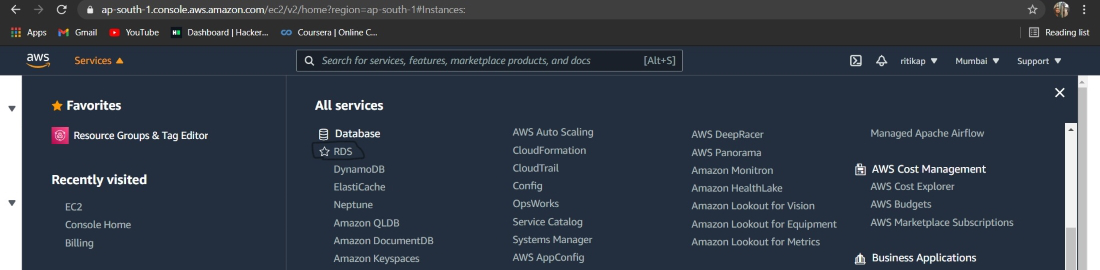 ap-south-1.console.aws.amazon.com/ec2/v2/home?region=ap-south-1#Instances:
Apps Gmail YouTube Dashboard | Hacker... Coursera | Online C... Reading list
aws Services Search for services, features, marketplace products, and docs [Alt+S] ritikap Mumbai Support
Favorites
Resource Groups & Tag Editor
Recently visited
EC2
Console Home
Billing
All services
Database
RDS
DynamoDB
ElastiCache
Neptune
Amazon QLDB
Amazon DocumentDB
Amazon Keyspaces
AWS Auto Scaling
CloudFormation
CloudTrail
Config
OpsWorks
Service Catalog
Systems Manager
AWS AppConfig
AWS DeepRacer
AWS Panorama
Amazon Monitron
Amazon HealthLake
Amazon Lookout for Vision
Amazon Lookout for Equipment
Amazon Lookout for Metrics
Managed Apache Airflow
AWS Cost Management
AWS Cost Explorer
AWS Budgets
AWS Marketplace Subscriptions
Business Applications